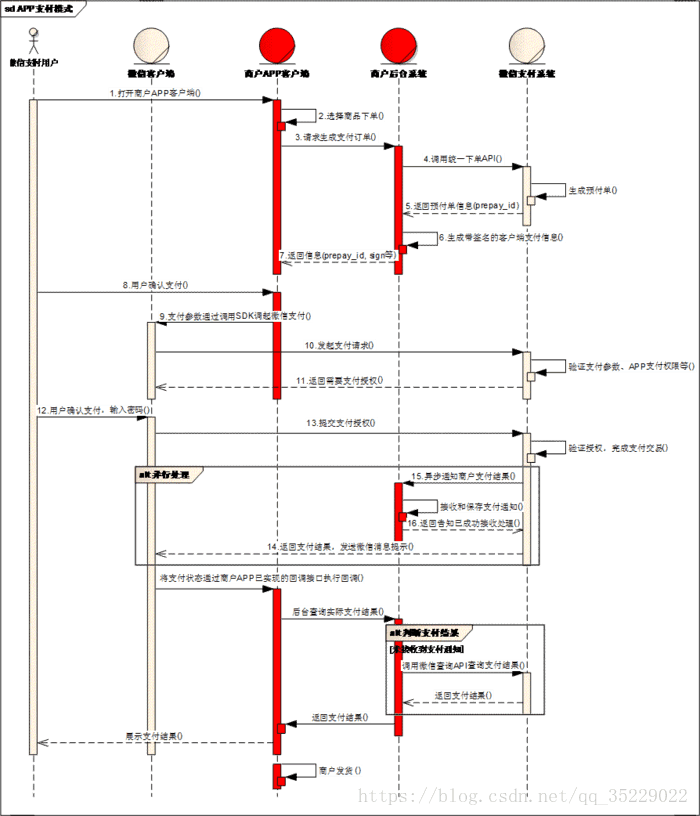 sd APP支付模式
微信支付用户
微信客户端
商户APP客户端
商户后台系统
微信支付系统
1.打开商户APP客户端()
2.选择商品下单()
3.请求生成支付订单()
4.调用统一下单API()
生成预付单()
5.返回预付单信息(prepay_id)
6.生成带签名的客户端支付信息()
7.返回信息(prepay_id, sign等)
8.用户确认支付()
9.支付参数通过调用SDK调起微信支付()
10.发起支付请求()
验证支付参数、APP支付权限等()
11.返回需要支付授权()
12.用户确认支付，输入密码()
13.提交支付授权()
验证授权，完成支付交易()
alt 并行处理
15.异步通知商户支付结果()
接收和保存支付通知()
16.返回告知已成功接收处理()
14.返回支付结果，发送微信消息提示()
将支付状态通过商户APP已实现的回调接口执行回调()
后台查询实际支付结果()
alt 判断支付结果
[未接收到支付通知]
调用微信查询API查询支付结果()
返回支付结果()
返回支付结果()
展示支付结果()
商户发货()
https://blog.csdn.net/qq_35229022